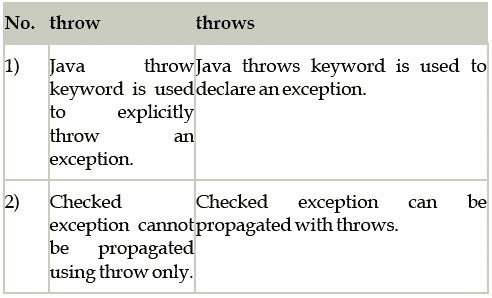 No. throw throws
1) Java throw Java throws keyword is used to
keyword is used declare an exception.
to explicitly
throw an
exception.
2) Checked Checked exception can be
exception cannot propagated with throws.
be propagated
using throw only.